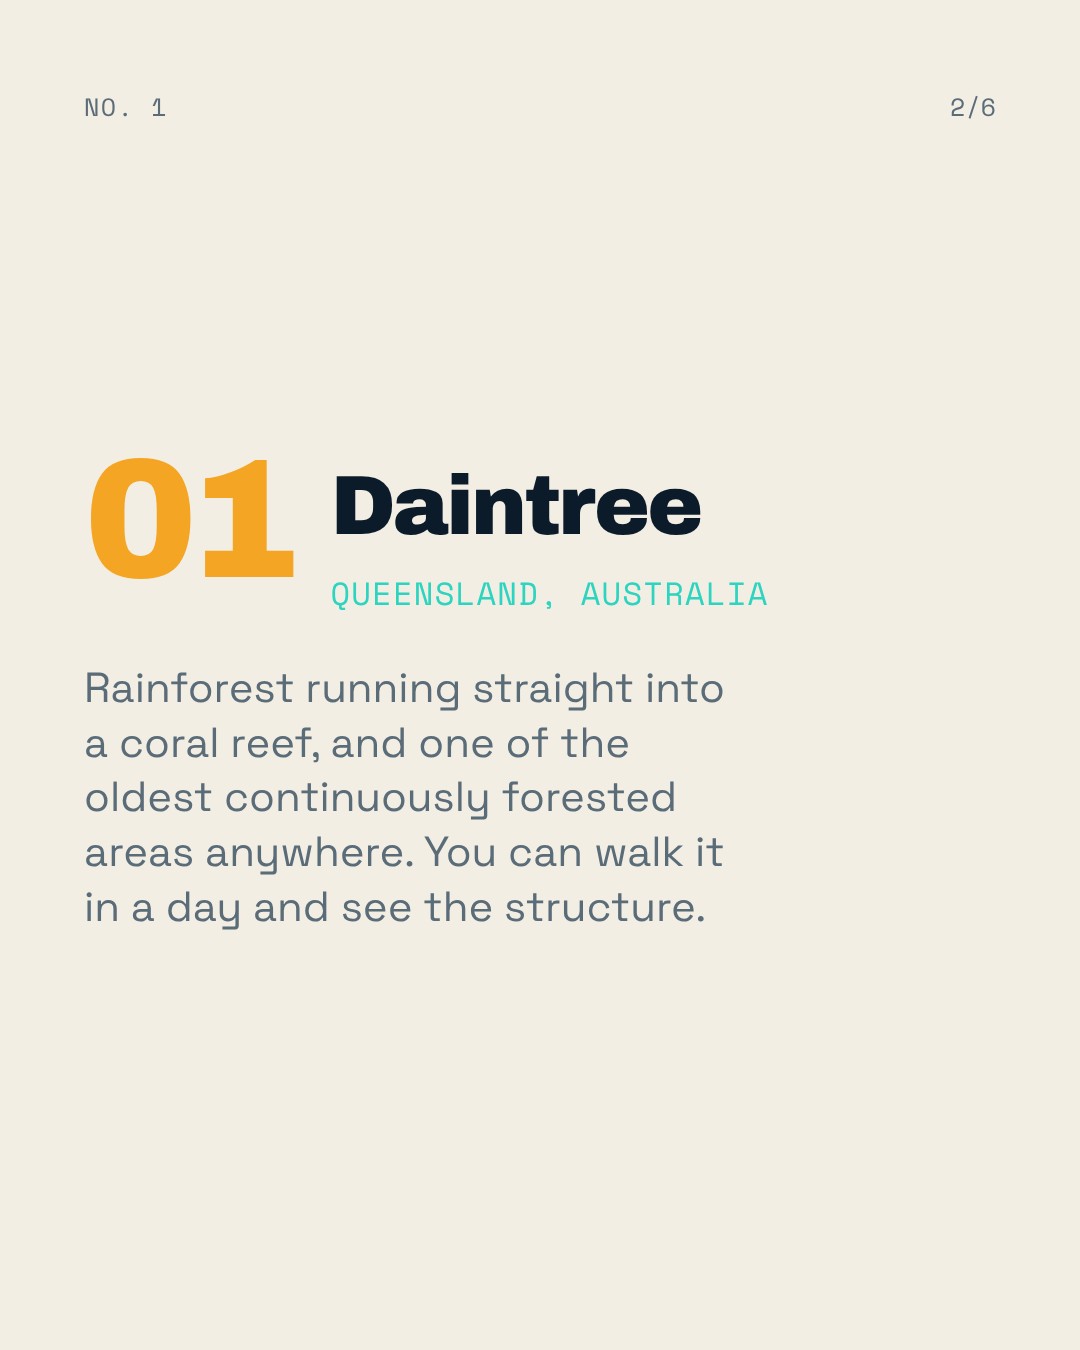 NO. 1
2/6
01
Daintree
QUEENSLAND, AUSTRALIA
Rainforest running straight into
a coral reef, and one of the
oldest continuously forested
areas anywhere. You can walk it
in a day and see the structure.